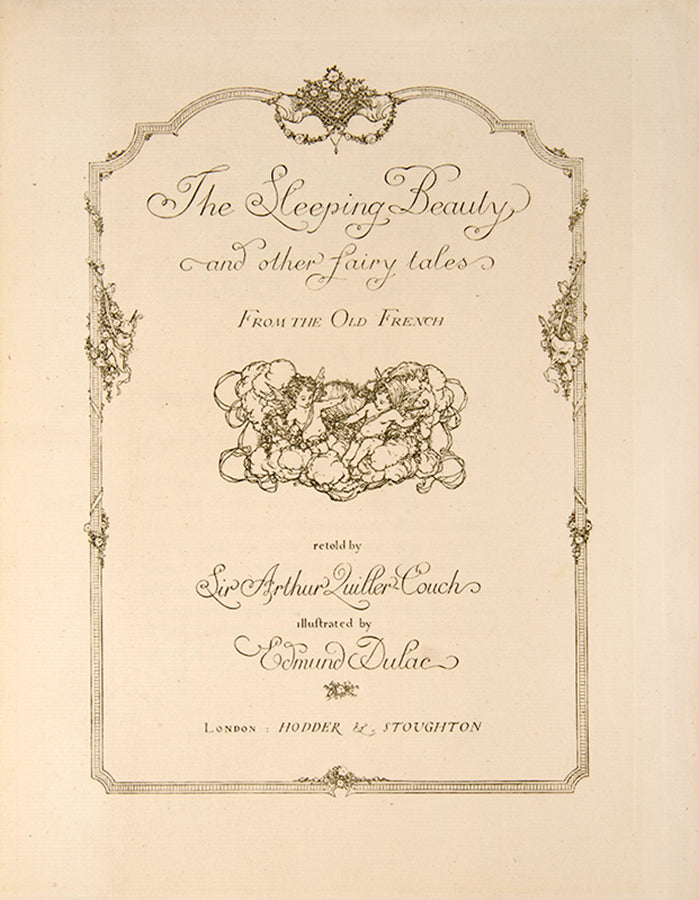 The Sleeping Beauty
and other fairy tales
FROM THE OLD FRENCH
retold by
Sir Arthur Quiller-Couch
illustrated by
Edmund Dulac
LONDON : HODDER & STOUGHTON